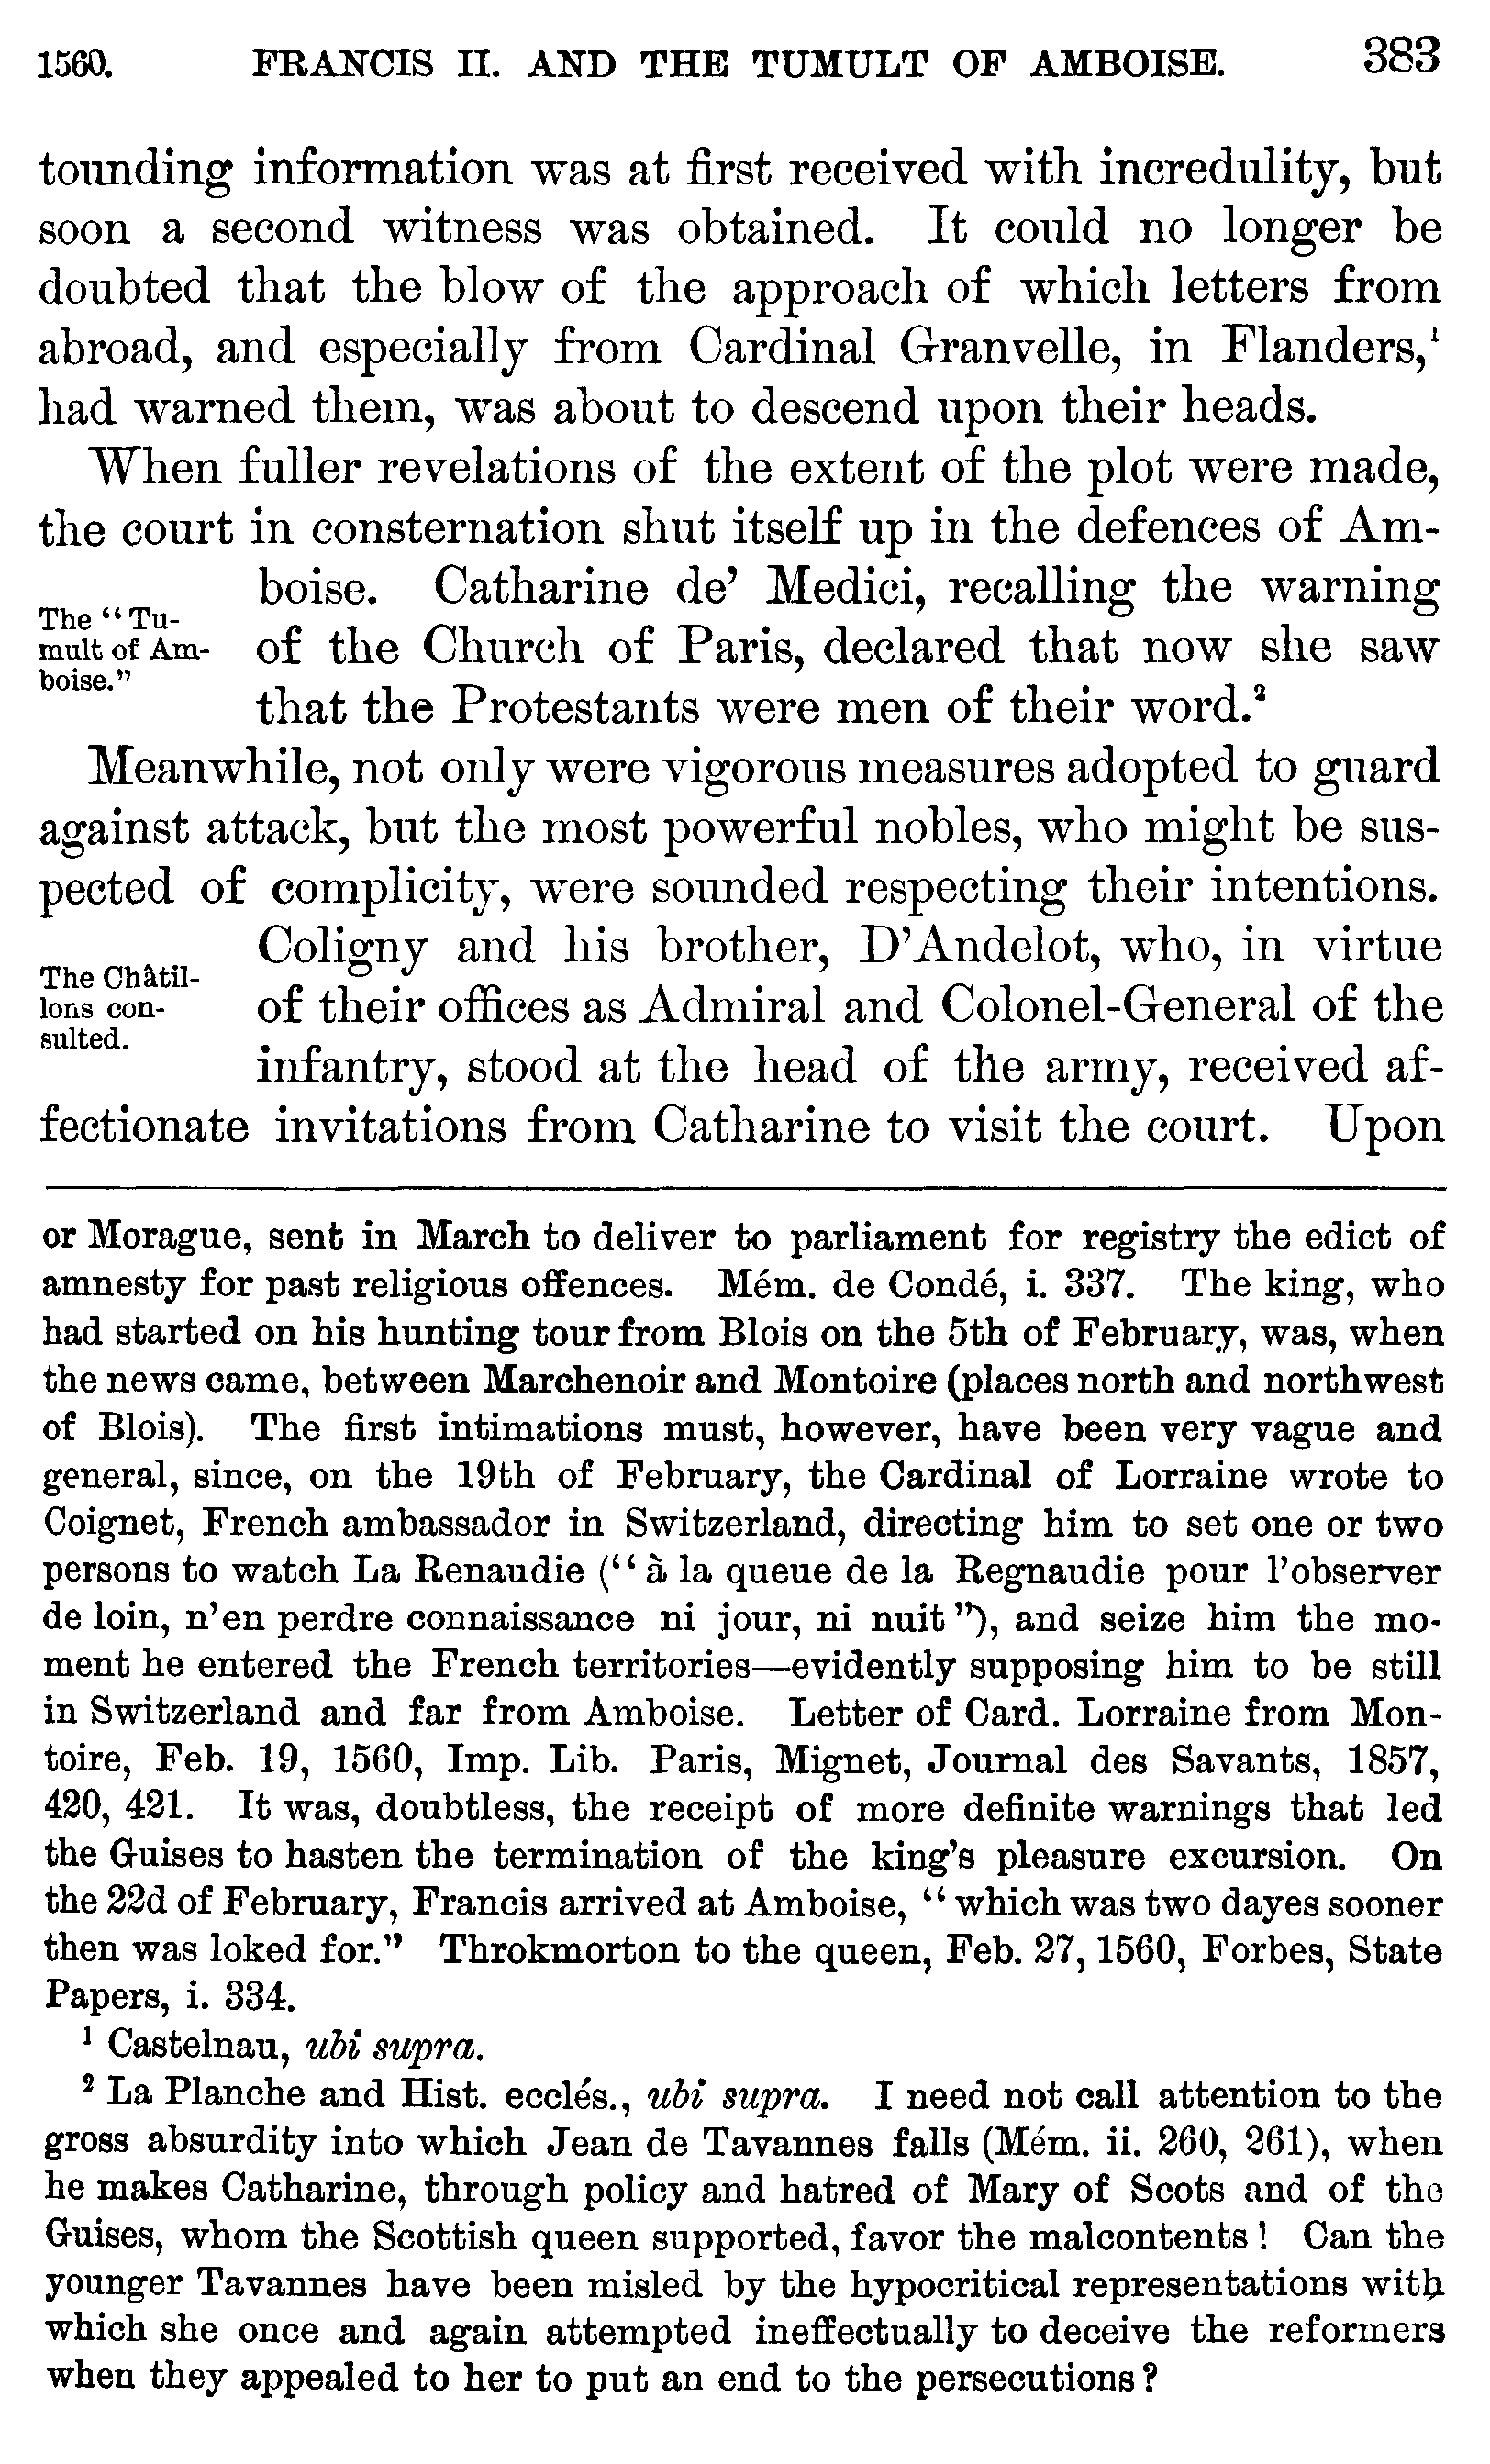 1560. FRANCIS II. AND THE TUMULT OF AMBOISE. 383
tounding information was at first received with incredulity, but
soon a second witness was obtained. It could no longer be
doubted that the blow of the approach of which letters from
abroad, and especially from Cardinal Granvelle, in Flanders,¹
had warned them, was about to descend upon their heads.
When fuller revelations of the extent of the plot were made,
the court in consternation shut itself up in the defences of Am-
The "Tu-
mult of Am-
boise."
boise. Catharine de' Medici, recalling the warning
of the Church of Paris, declared that now she saw
that the Protestants were men of their word.²
Meanwhile, not only were vigorous measures adopted to guard
against attack, but the most powerful nobles, who might be sus-
pected of complicity, were sounded respecting their intentions.
The Châtil-
lons con-
sulted.
Coligny and his brother, D'Andelot, who, in virtue
of their offices as Admiral and Colonel-General of the
infantry, stood at the head of the army, received af-
fectionate invitations from Catharine to visit the court. Upon
or Morague, sent in March to deliver to parliament for registry the edict of
amnesty for past religious offences. Mém. de Condé, i. 337. The king, who
had started on his hunting tour from Blois on the 5th of February, was, when
the news came, between Marchenoir and Montoire (places north and northwest
of Blois). The first intimations must, however, have been very vague and
general, since, on the 19th of February, the Cardinal of Lorraine wrote to
Coignet, French ambassador in Switzerland, directing him to set one or two
persons to watch La Renaudie ("à la queue de la Regnaudie pour l'observer
de loin, n'en perdre connaissance ni jour, ni nuit"), and seize him the mo-
ment he entered the French territories—evidently supposing him to be still
in Switzerland and far from Amboise. Letter of Card. Lorraine from Mon-
toire, Feb. 19, 1560, Imp. Lib. Paris, Mignet, Journal des Savants, 1857,
420, 421. It was, doubtless, the receipt of more definite warnings that led
the Guises to hasten the termination of the king's pleasure excursion. On
the 22d of February, Francis arrived at Amboise, "which was two dayes sooner
then was loked for." Throkmorton to the queen, Feb. 27, 1560, Forbes, State
Papers, i. 334.
¹ Castelnau, ubi supra.
² La Planche and Hist. ecclés., ubi supra. I need not call attention to the
gross absurdity into which Jean de Tavannes falls (Mém. ii. 260, 261), when
he makes Catharine, through policy and hatred of Mary of Scots and of the
Guises, whom the Scottish queen supported, favor the malcontents! Can the
younger Tavannes have been misled by the hypocritical representations with
which she once and again attempted ineffectually to deceive the reformers
when they appealed to her to put an end to the persecutions?